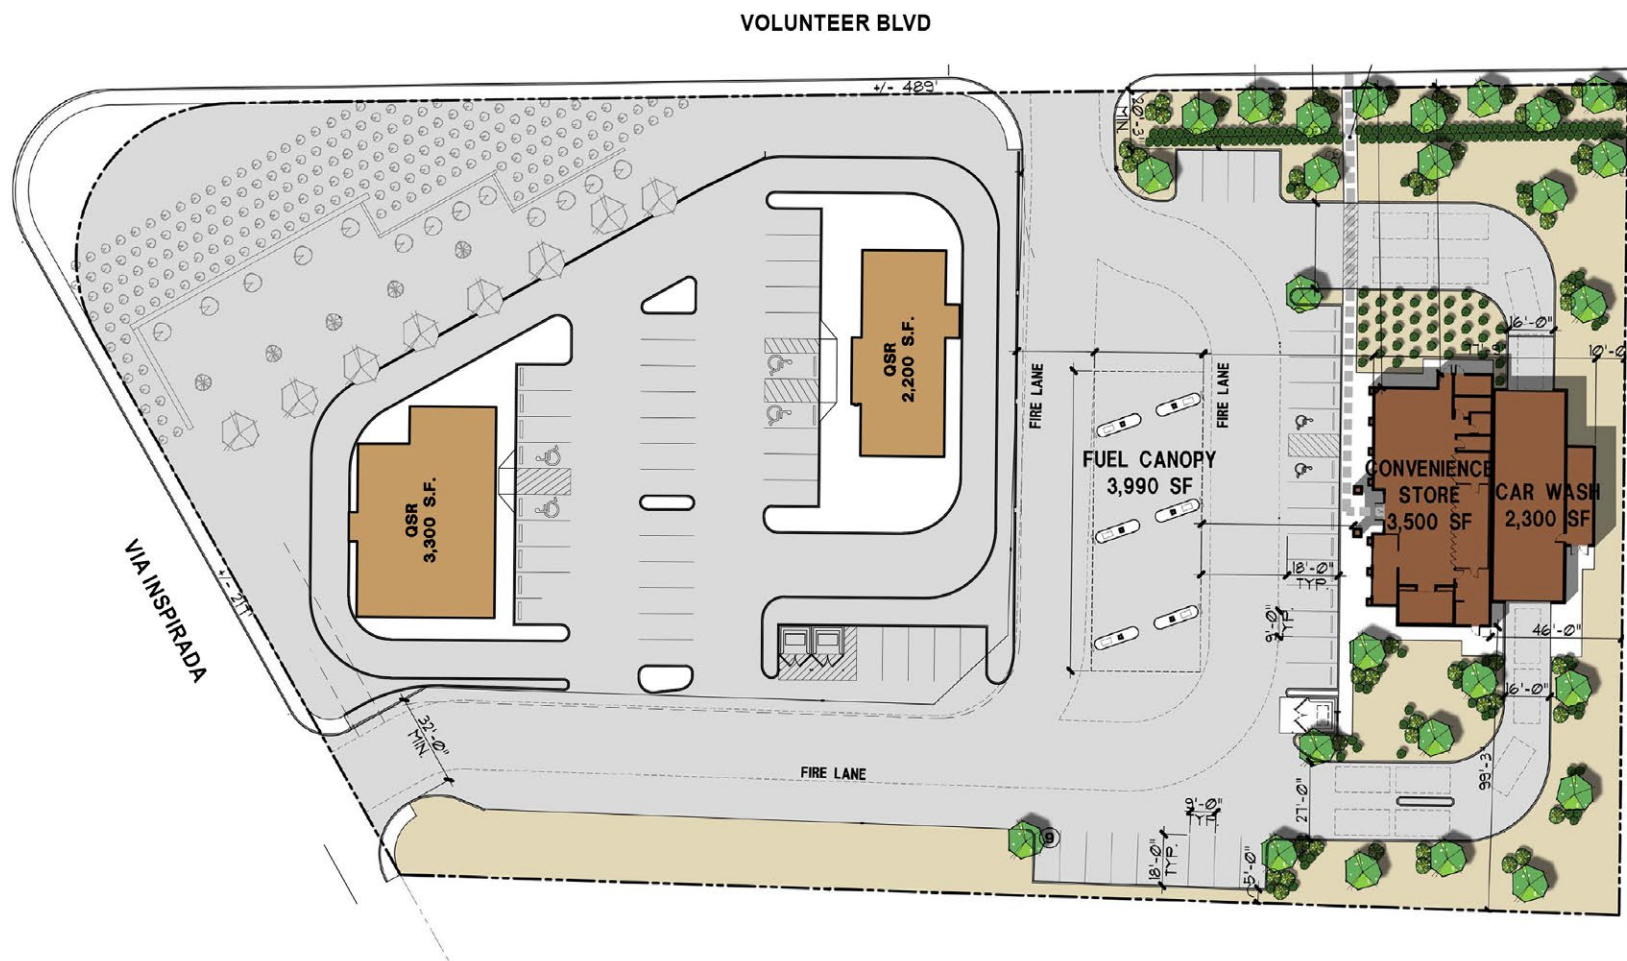 VOLUNTEER BLVD
+/- 489'
20'-3"
MIN.
16'-0"
10'-0
QSR
2,200 S.F.
FIRE LANE
FIRE LANE
FUEL CANOPY
3,990 SF
CONVENIENCE
STORE
3,500 SF
CAR WASH
2,300 SF
QSR
3,300 S.F.
VIA INSPIRADA
+/- 217'
18'-0"
TYP.
9'-0"
TYP.
46'-0"
16'-0"
32'-0"
MIN.
FIRE LANE
27'-0"
99'-3"
9'-0"
TYP.
9
18'-0"
TYP.
5'-0"